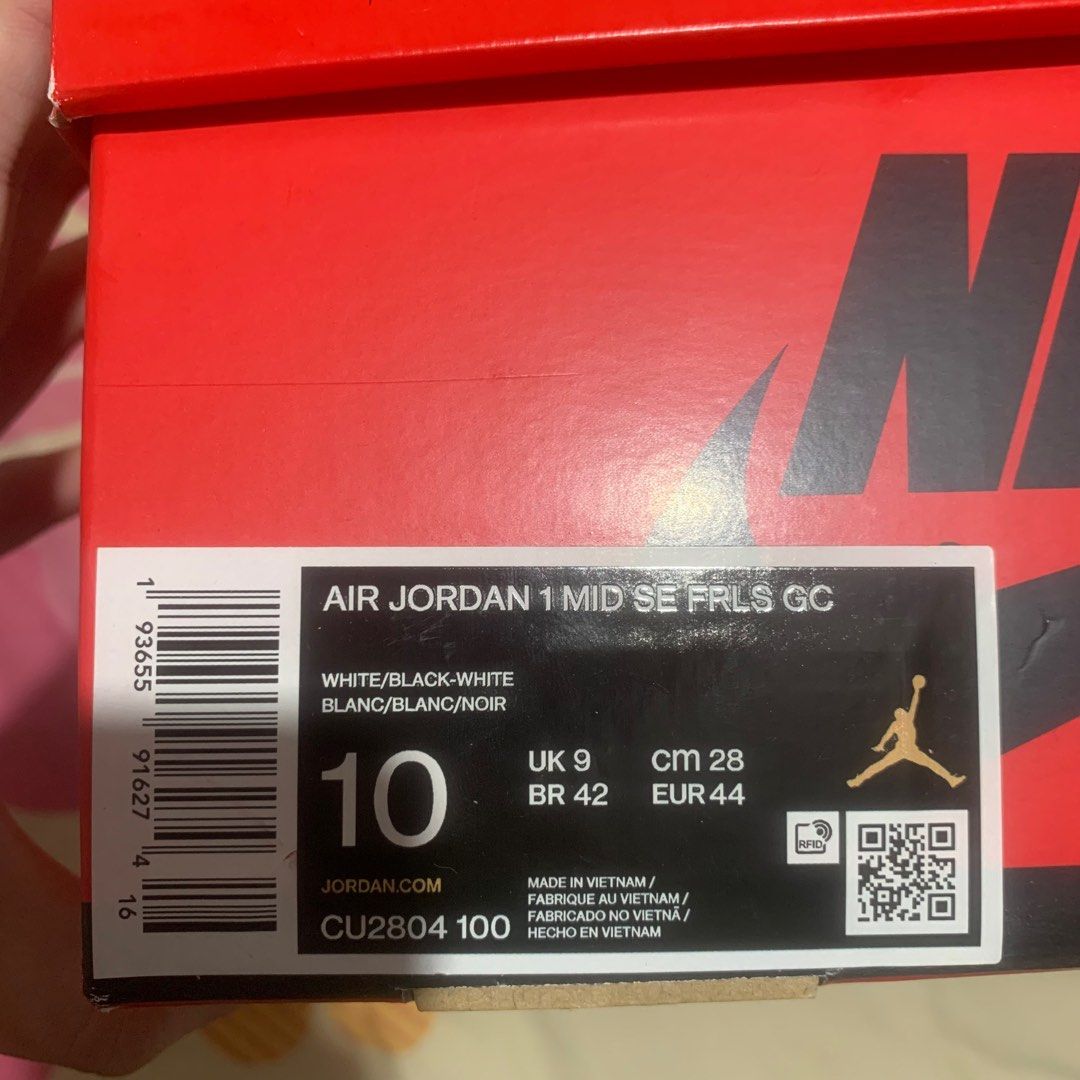 NI
AIR JORDAN 1 MID SE FRLS GC
WHITE/BLACK-WHITE
BLANC/BLANC/NOIR
10
UK 9 cm 28
BR 42 EUR 44
RFID
JORDAN.COM
CU2804 100
MADE IN VIETNAM /
FABRIQUE AU VIETNAM /
FABRICADO NO VIETNÃ /
HECHO EN VIETNAM
1 93655 91627 4 16